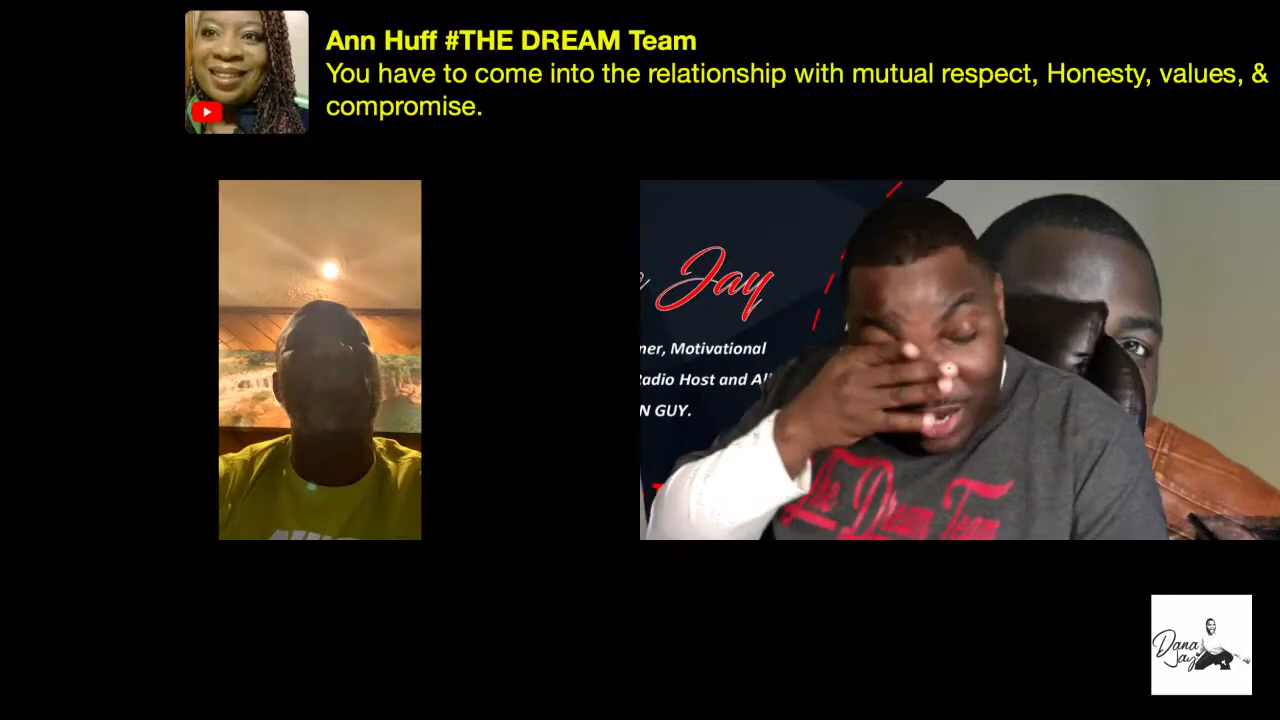 Ann Huff #THE DREAM Team
You have to come into the relationship with mutual respect, Honesty, values, &
compromise.
Jay
ner, Motivational
Radio Host and All
N GUY.
The Dream Team
Dana
Jay